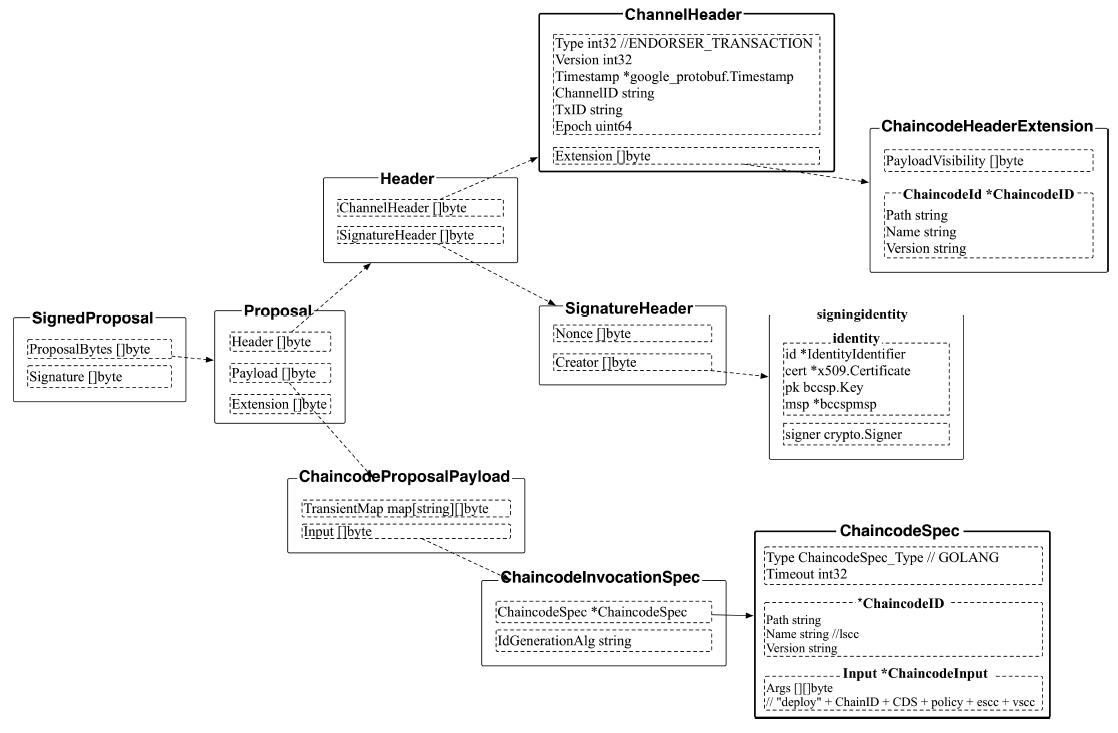 ChannelHeader
Type int32 //ENDORSER_TRANSACTION
Version int32
Timestamp *google_protobuf.Timestamp
ChannelID string
TxID string
Epoch uint64
Extension []byte
ChaincodeHeaderExtension
PayloadVisibility []byte
ChaincodeId *ChaincodeID
Path string
Name string
Version string
Header
ChannelHeader []byte
SignatureHeader []byte
SignedProposal
ProposalBytes []byte
Signature []byte
Proposal
Header []byte
Payload []byte
Extension []byte
SignatureHeader
Nonce []byte
Creator []byte
signingidentity
identity
id *IdentityIdentifier
cert *x509.Certificate
pk bccsp.Key
msp *bccspmsp
signer crypto.Signer
ChaincodeProposalPayload
TransientMap map[string][]byte
Input []byte
ChaincodeInvocationSpec
ChaincodeSpec *ChaincodeSpec
IdGenerationAlg string
ChaincodeSpec
Type ChaincodeSpec_Type // GOLANG
Timeout int32
*ChaincodeID
Path string
Name string //lscc
Version string
Input *ChaincodeInput
Args [][]byte
// "deploy" + ChainID + CDS + policy + escc + vscc